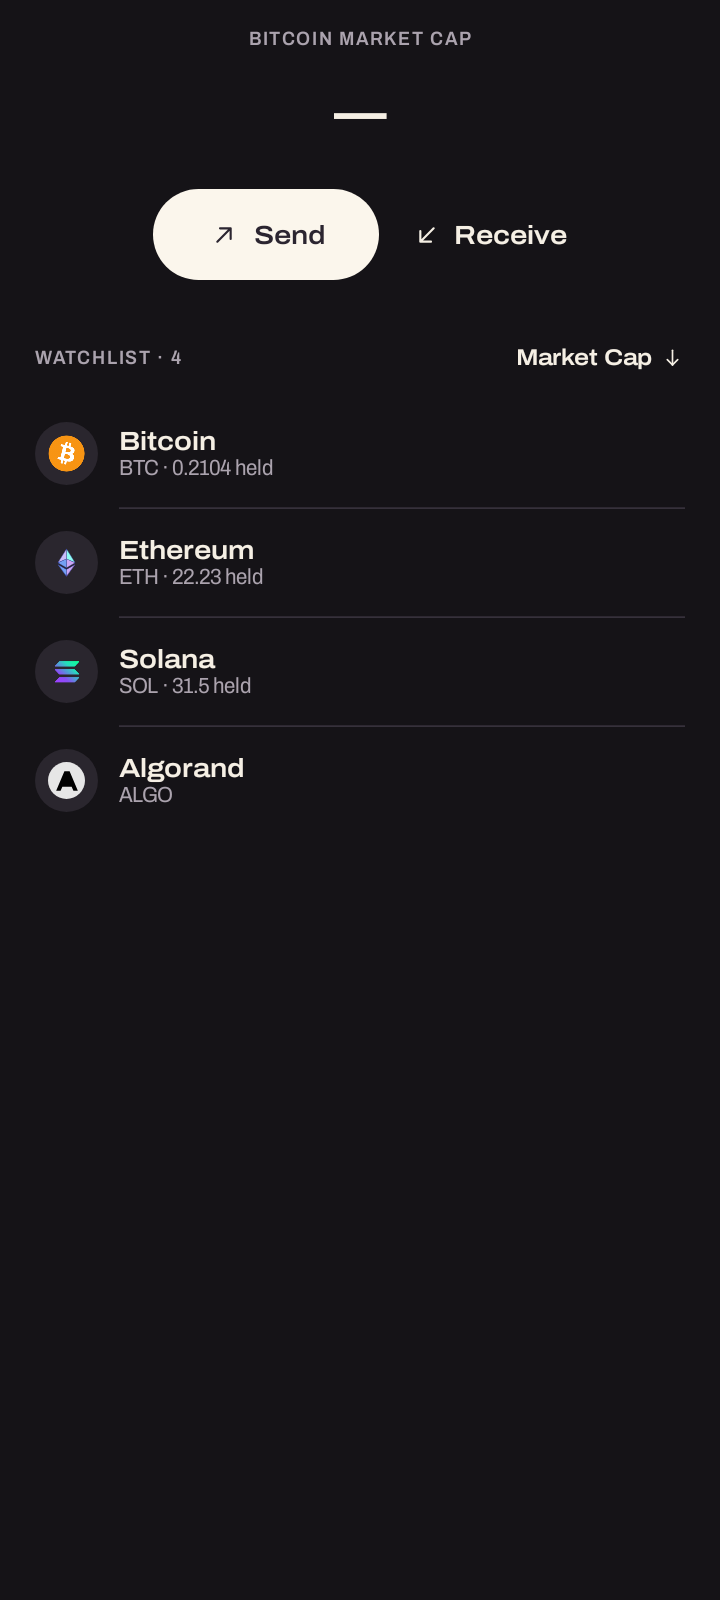 BITCOIN MARKET CAP
—
Send
Receive
WATCHLIST · 4
Market Cap ↓
Bitcoin
BTC · 0.2104 held
Ethereum
ETH · 22.23 held
Solana
SOL · 31.5 held
Algorand
ALGO